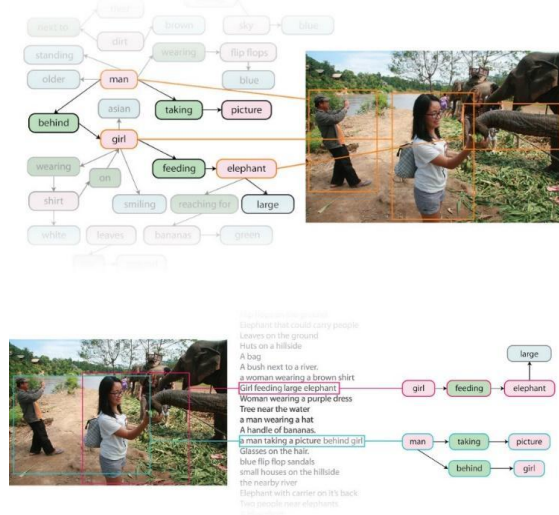 next to
dirt
brown
sky
blue
standing
wearing
flip flops
older
man
blue
asian
taking
picture
behind
girl
wearing
on
feeding
elephant
shirt
smiling
reaching for
large
white
leaves
bananas
green
Elephant that could carry people
Leaves on the ground
Huts on a hillside
A bag
A bush next to a river.
a woman wearing a brown shirt
Girl feeding large elephant
Woman wearing a purple dress
Tree near the water
a man wearing a hat
A handle of bananas.
a man taking a picture behind girl
Glasses on the hair.
blue flip flop sandals
small houses on the hillside
the nearby river
Elephant with carrier on it's back
Two people near elephants
large
girl
feeding
elephant
man
taking
picture
behind
girl